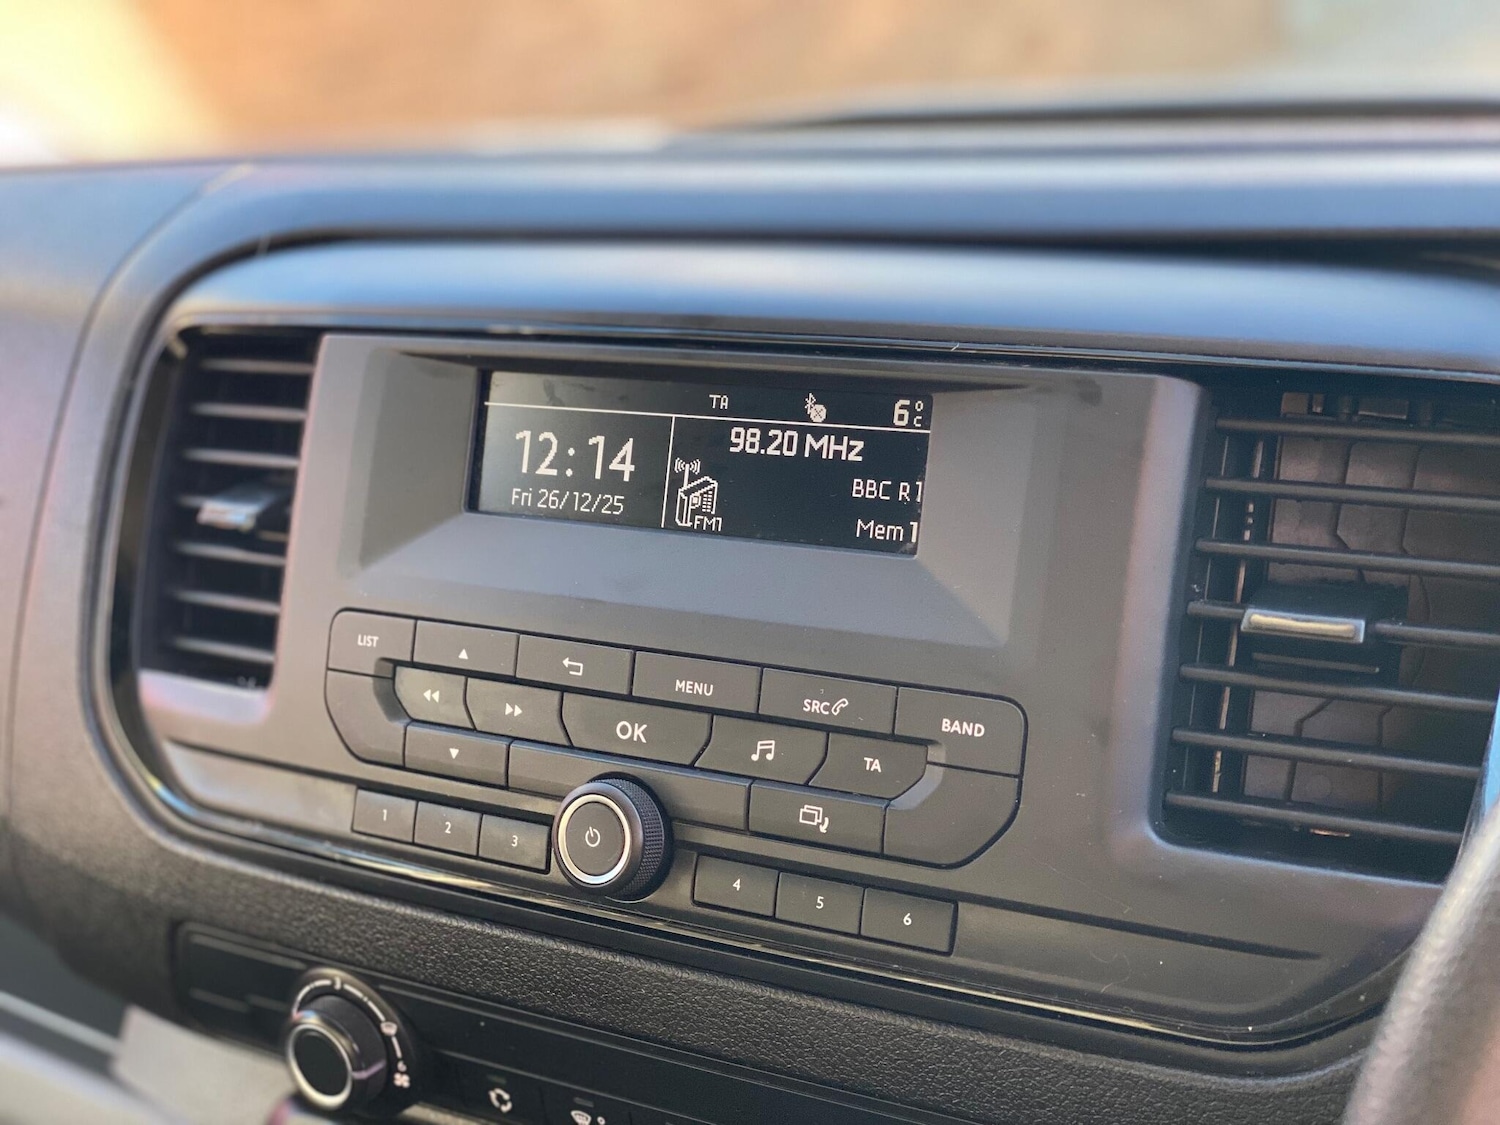 TA 6°C
12:14
98.20 MHz
Fri 26/12/25
BBC R1
FM1
Mem 1
LIST
MENU
SRC
BAND
OK
TA
1 2 3
4 5 6